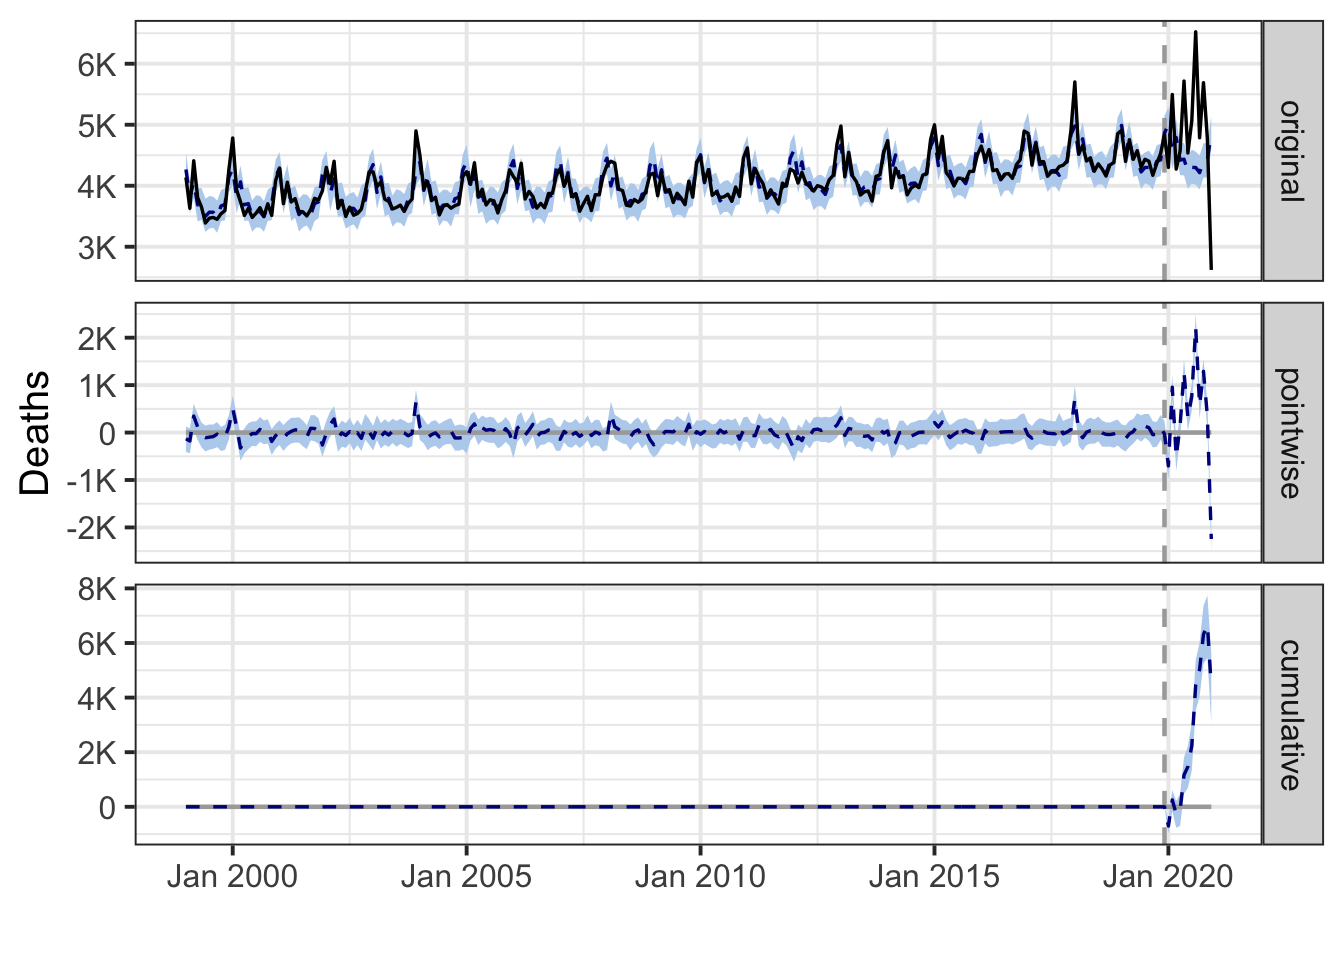 Deaths
6K
5K
4K
3K
original
2K
1K
0
-1K
-2K
pointwise
8K
6K
4K
2K
0
cumulative
Jan 2000
Jan 2005
Jan 2010
Jan 2015
Jan 2020